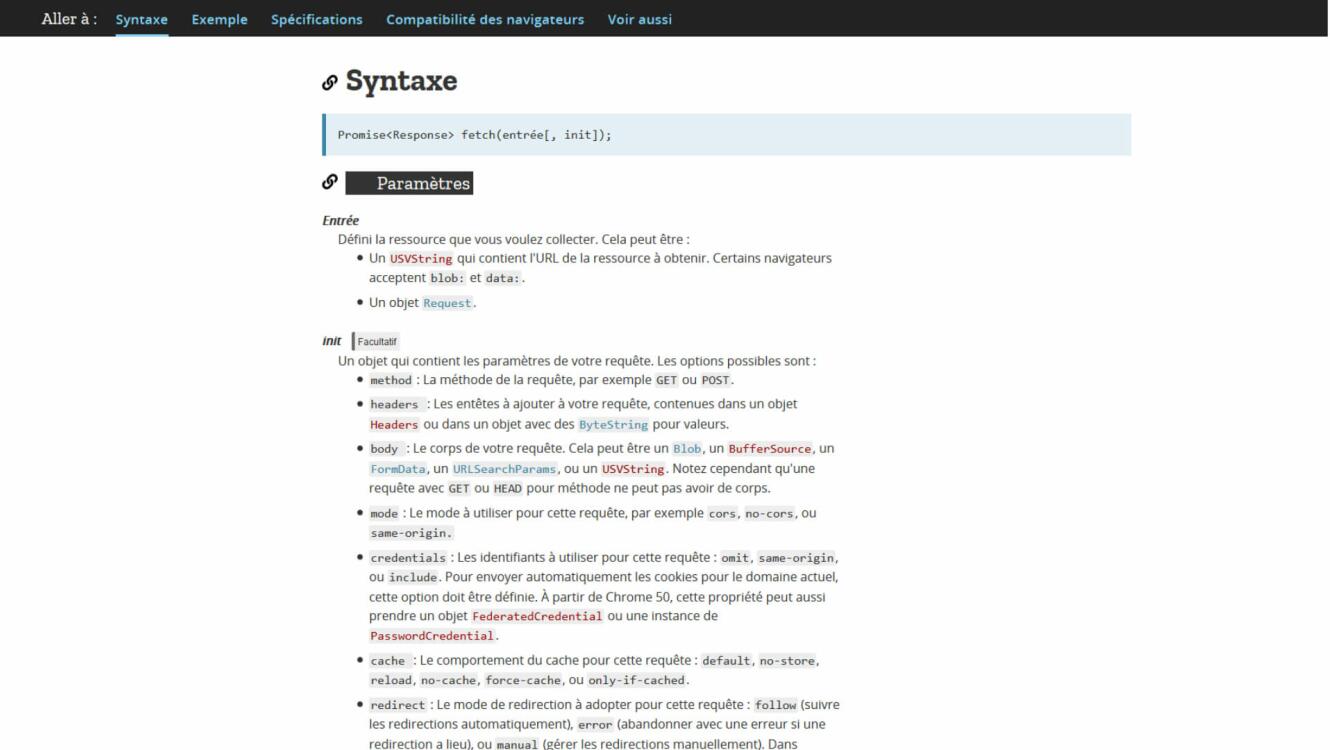 Aller à : Syntaxe Exemple Spécifications Compatibilité des navigateurs Voir aussi
Syntaxe
Promise<Response> fetch(entrée[, init]);
Paramètres
Entrée
Défini la ressource que vous voulez collecter. Cela peut être :
• Un USVString qui contient l'URL de la ressource à obtenir. Certains navigateurs
acceptent blob: et data:.
• Un objet Request.
init Facultatif
Un objet qui contient les paramètres de votre requête. Les options possibles sont :
• method : La méthode de la requête, par exemple GET ou POST.
• headers : Les entêtes à ajouter à votre requête, contenues dans un objet
Headers ou dans un objet avec des ByteString pour valeurs.
• body : Le corps de votre requête. Cela peut être un Blob, un BufferSource, un
FormData, un URLSearchParams, ou un USVString. Notez cependant qu'une
requête avec GET ou HEAD pour méthode ne peut pas avoir de corps.
• mode : Le mode à utiliser pour cette requête, par exemple cors, no-cors, ou
same-origin.
• credentials : Les identifiants à utiliser pour cette requête : omit, same-origin,
ou include. Pour envoyer automatiquement les cookies pour le domaine actuel,
cette option doit être définie. À partir de Chrome 50, cette propriété peut aussi
prendre un objet FederatedCredential ou une instance de
PasswordCredential.
• cache : Le comportement du cache pour cette requête : default, no-store,
reload, no-cache, force-cache, ou only-if-cached.
• redirect : Le mode de redirection à adopter pour cette requête : follow (suivre
les redirections automatiquement), error (abandonner avec une erreur si une
redirection a lieu), ou manual (gérer les redirections manuellement). Dans